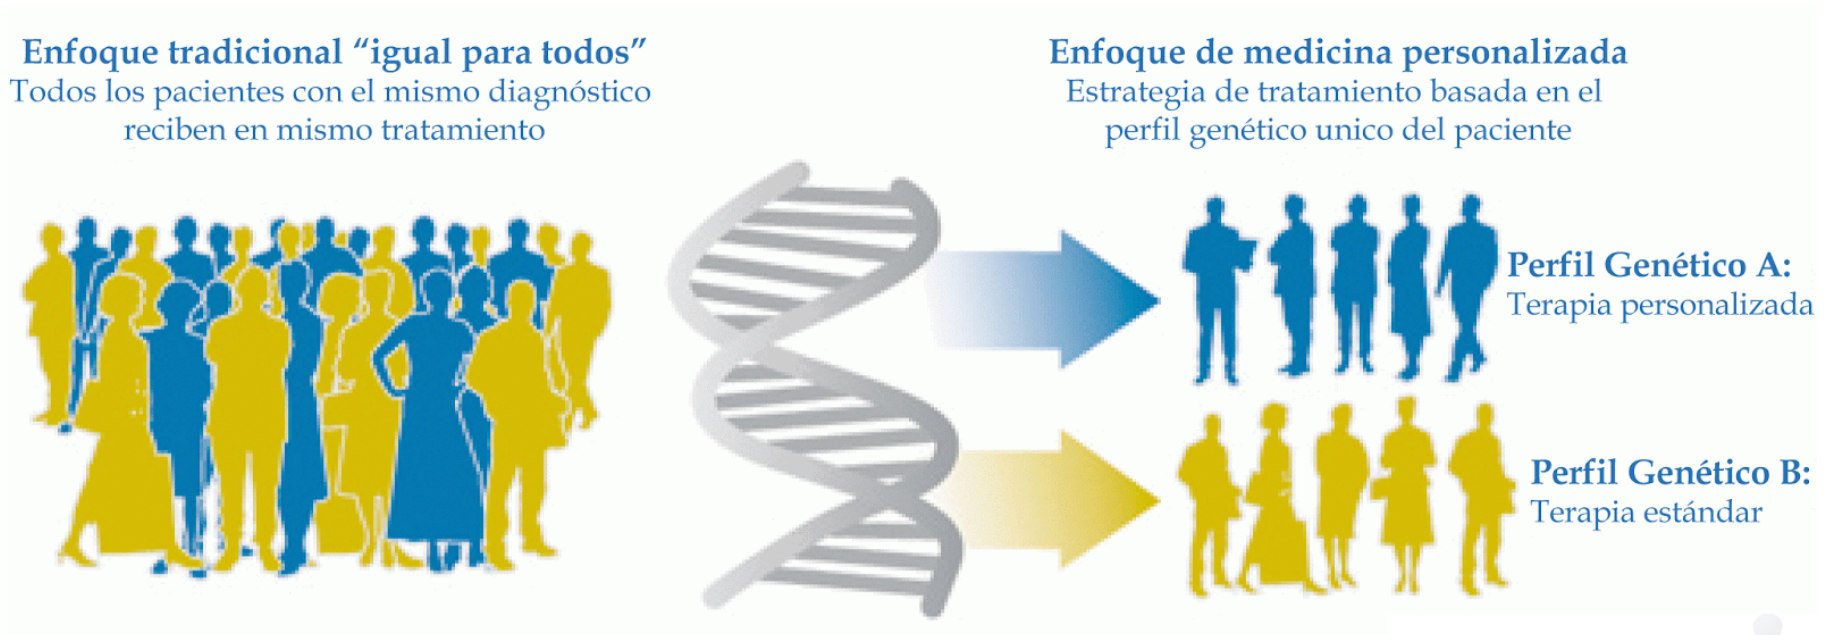 Enfoque tradicional “igual para todos”
Todos los pacientes con el mismo diagnóstico
reciben en mismo tratamiento
Enfoque de medicina personalizada
Estrategia de tratamiento basada en el
perfil genético unico del paciente
Perfil Genético A:
Terapia personalizada
Perfil Genético B:
Terapia estándar